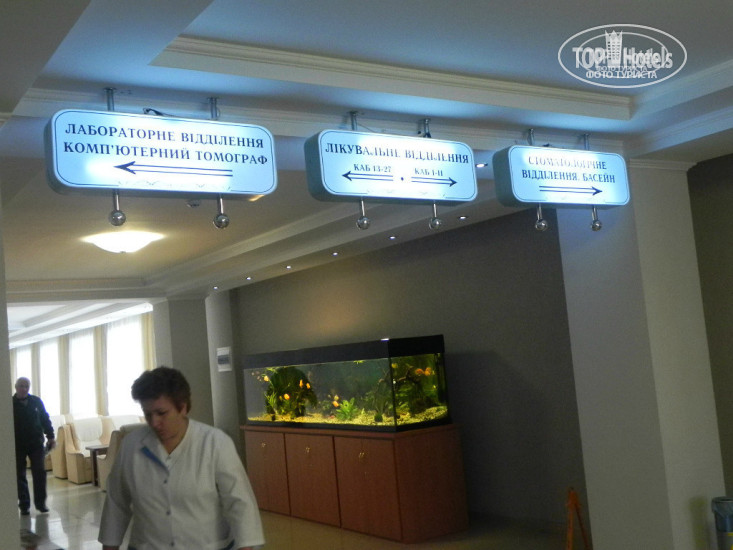 ЛАБОРАТОРНЕ ВІДДІЛЕННЯ
КОМП'ЮТЕРНИЙ ТОМОГРАФ
ЛІКУВАЛЬНЕ ВІДДІЛЕННЯ
КАБ 13-27 • КАБ 1-11
СТОМАТОЛОГІЧНЕ
ВІДДІЛЕННЯ. БАСЕЙН
TOP Hotels
ФОТО ТУРИСТА